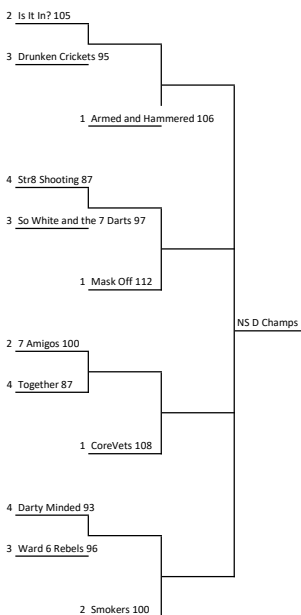 2 Is It In? 105
3 Drunken Crickets 95
1 Armed and Hammered 106
4 Str8 Shooting 87
3 So White and the 7 Darts 97
1 Mask Off 112
NS D Champs
2 7 Amigos 100
4 Together 87
1 CoreVets 108
4 Darty Minded 93
3 Ward 6 Rebels 96
2 Smokers 100